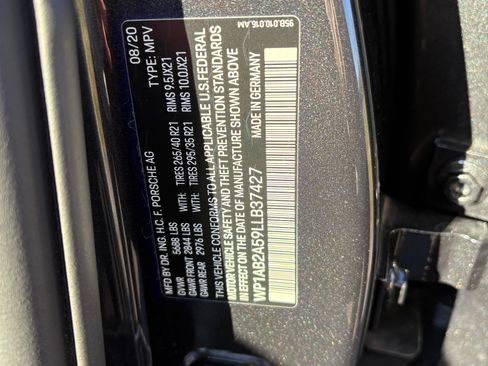 95B.010.016.AM
MFD BY DR. ING. H.C. F. PORSCHE AG 08/20
GVWR 5688 LBS TYPE: MPV
GAWR FRONT 2844 LBS WITH TIRES 265/40 R21 RIMS 9.5JX21
GAWR REAR 2976 LBS WITH TIRES 295/35 R21 RIMS 10.0JX21
THIS VEHICLE CONFORMS TO ALL APPLICABLE U.S. FEDERAL
MOTOR VEHICLE SAFETY AND THEFT PREVENTION STANDARDS
IN EFFECT ON THE DATE OF MANUFACTURE SHOWN ABOVE
WP1AB2A59LLB37427 MADE IN GERMANY